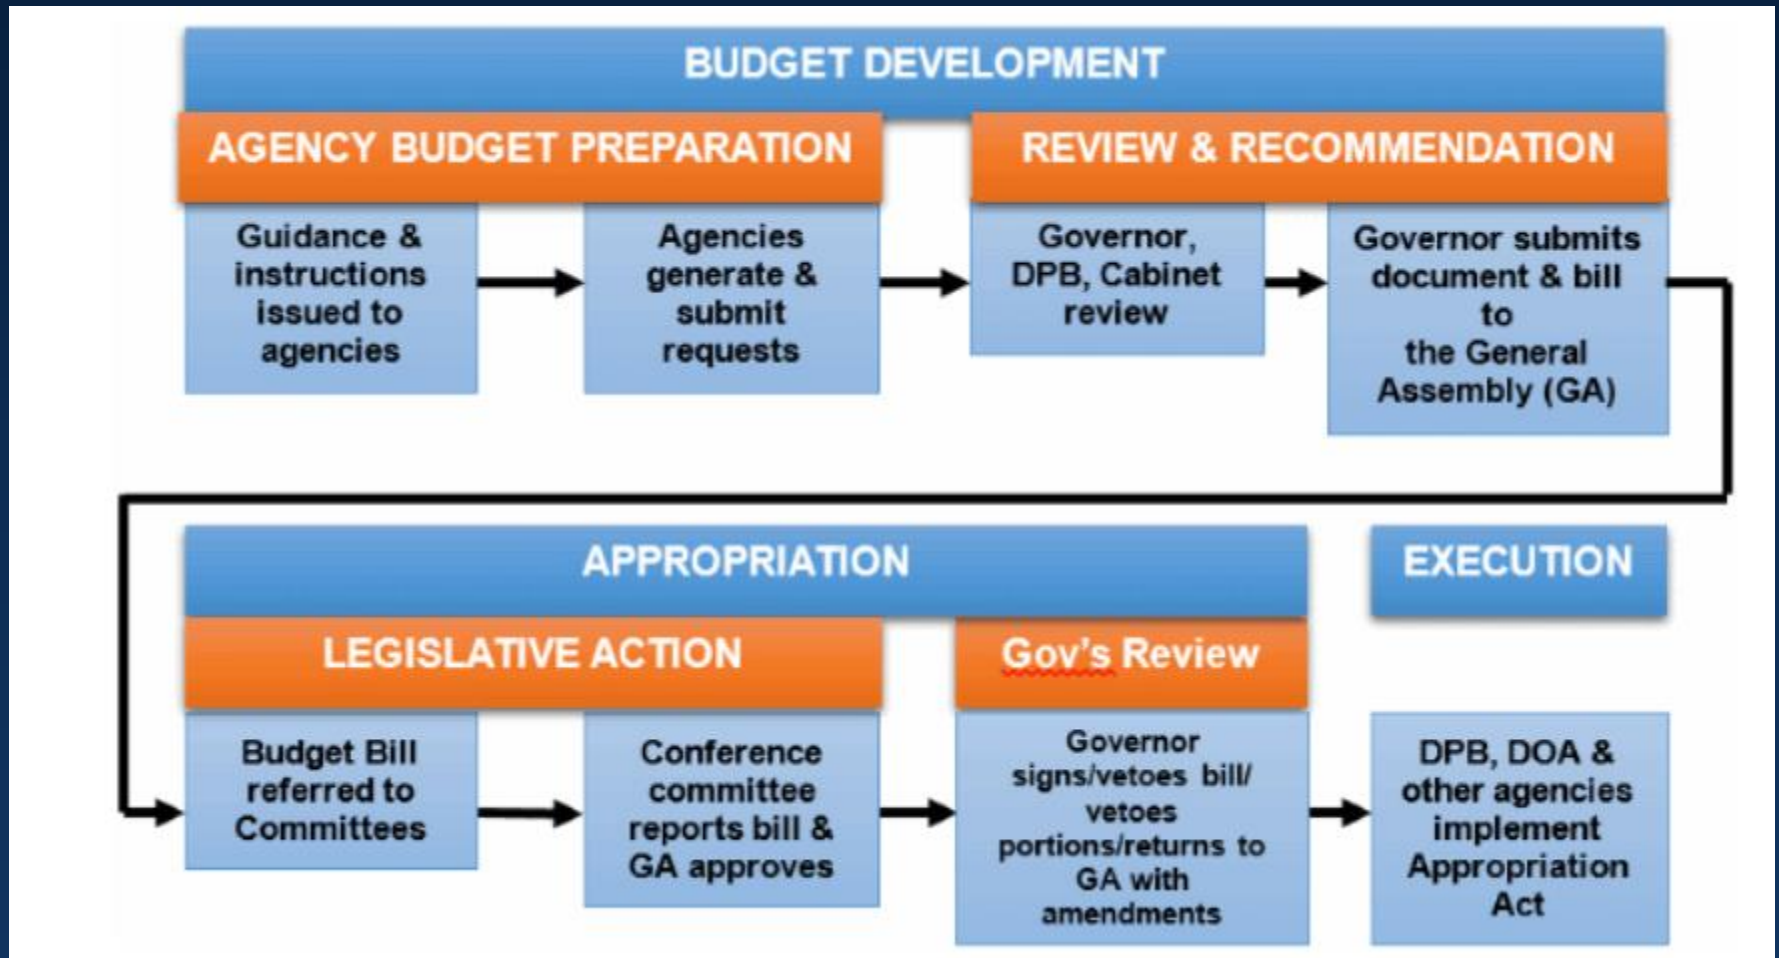 BUDGET DEVELOPMENT
AGENCY BUDGET PREPARATION
Guidance &
instructions
issued to
agencies
Agencies
generate &
submit
requests
REVIEW & RECOMMENDATION
Governor,
DPB, Cabinet
review
Governor submits
document & bill
to
the General
Assembly (GA)
APPROPRIATION
LEGISLATIVE ACTION
Budget Bill
referred to
Committees
Conference
committee
reports bill &
GA approves
Gov's Review
Governor
signs/vetoes bill/
vetoes
portions/returns to
GA with
amendments
EXECUTION
DPB, DOA &
other agencies
implement
Appropriation
Act